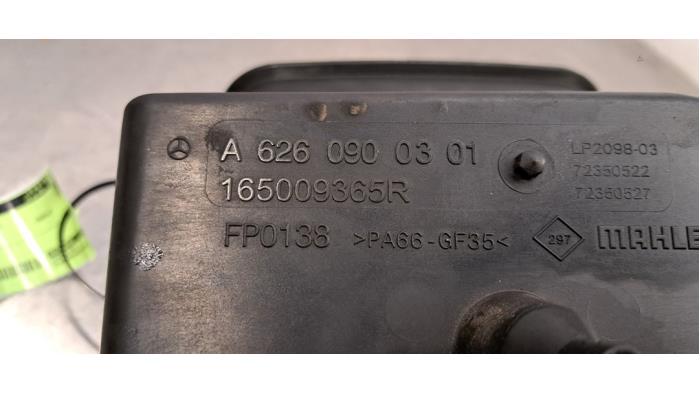 A 626 090 03 01
165009365R
FP0138 >PA66-GF35<
LP2098-03
72350522
72350527
297
MAHLE